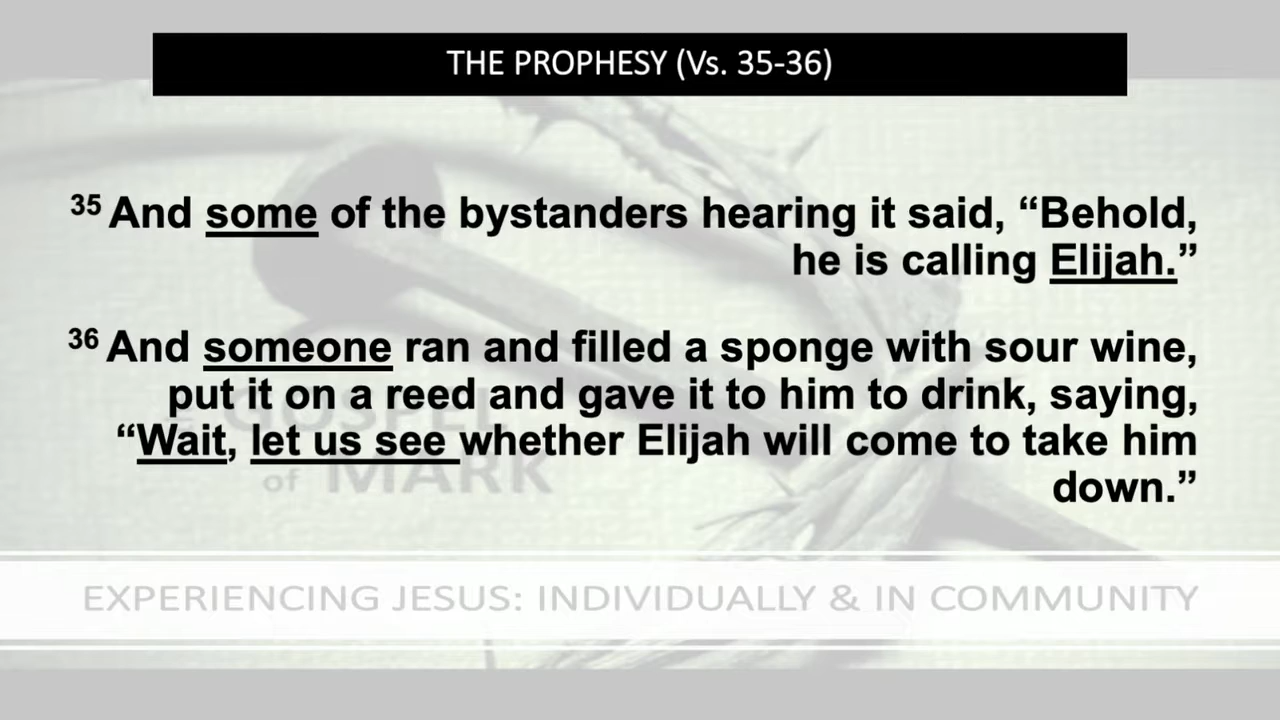 THE PROPHESY (Vs. 35-36)
35 And some of the bystanders hearing it said, “Behold,
he is calling Elijah.”
36 And someone ran and filled a sponge with sour wine,
put it on a reed and gave it to him to drink, saying,
“Wait, let us see whether Elijah will come to take him
down.”
GOSPEL
of MARK
EXPERIENCING JESUS: INDIVIDUALLY & IN COMMUNITY